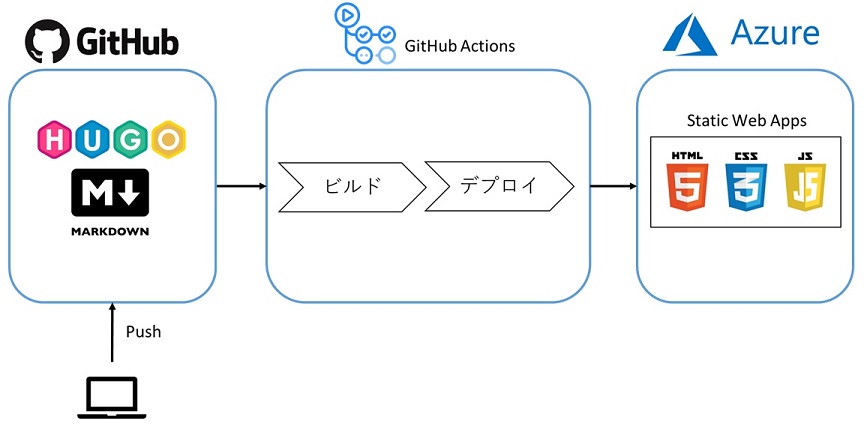 GitHub
GitHub Actions
Azure
HUGO
M
MARKDOWN
ビルド
デプロイ
Static Web Apps
HTML
CSS
JS
5
3
JS
Push